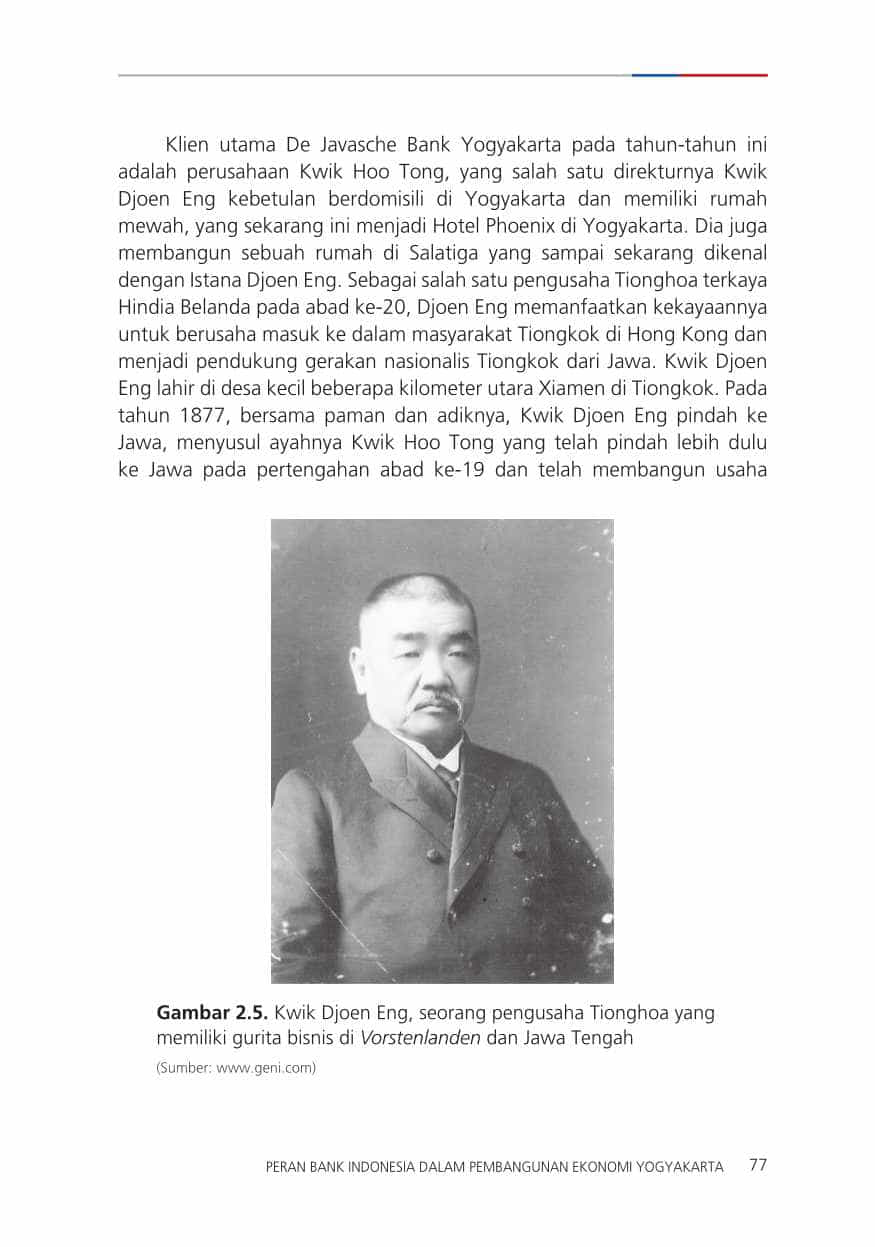 Klien utama De Javasche Bank Yogyakarta pada tahun-tahun ini
adalah perusahaan Kwik Hoo Tong, yang salah satu direkturnya Kwik
Djoen Eng kebetulan berdomisili di Yogyakarta dan memiliki rumah
mewah, yang sekarang ini menjadi Hotel Phoenix di Yogyakarta. Dia juga
membangun sebuah rumah di Salatiga yang sampai sekarang dikenal
dengan Istana Djoen Eng. Sebagai salah satu pengusaha Tionghoa terkaya
Hindia Belanda pada abad ke-20, Djoen Eng memanfaatkan kekayaannya
untuk berusaha masuk ke dalam masyarakat Tiongkok di Hong Kong dan
menjadi pendukung gerakan nasionalis Tiongkok dari Jawa. Kwik Djoen
Eng lahir di desa kecil beberapa kilometer utara Xiamen di Tiongkok. Pada
tahun 1877, bersama paman dan adiknya, Kwik Djoen Eng pindah ke
Jawa, menyusul ayahnya Kwik Hoo Tong yang telah pindah lebih dulu
ke Jawa pada pertengahan abad ke-19 dan telah membangun usaha
Gambar 2.5. Kwik Djoen Eng, seorang pengusaha Tionghoa yang
memiliki gurita bisnis di Vorstenlanden dan Jawa Tengah
(Sumber: www.geni.com)
PERAN BANK INDONESIA DALAM PEMBANGUNAN EKONOMI YOGYAKARTA 77